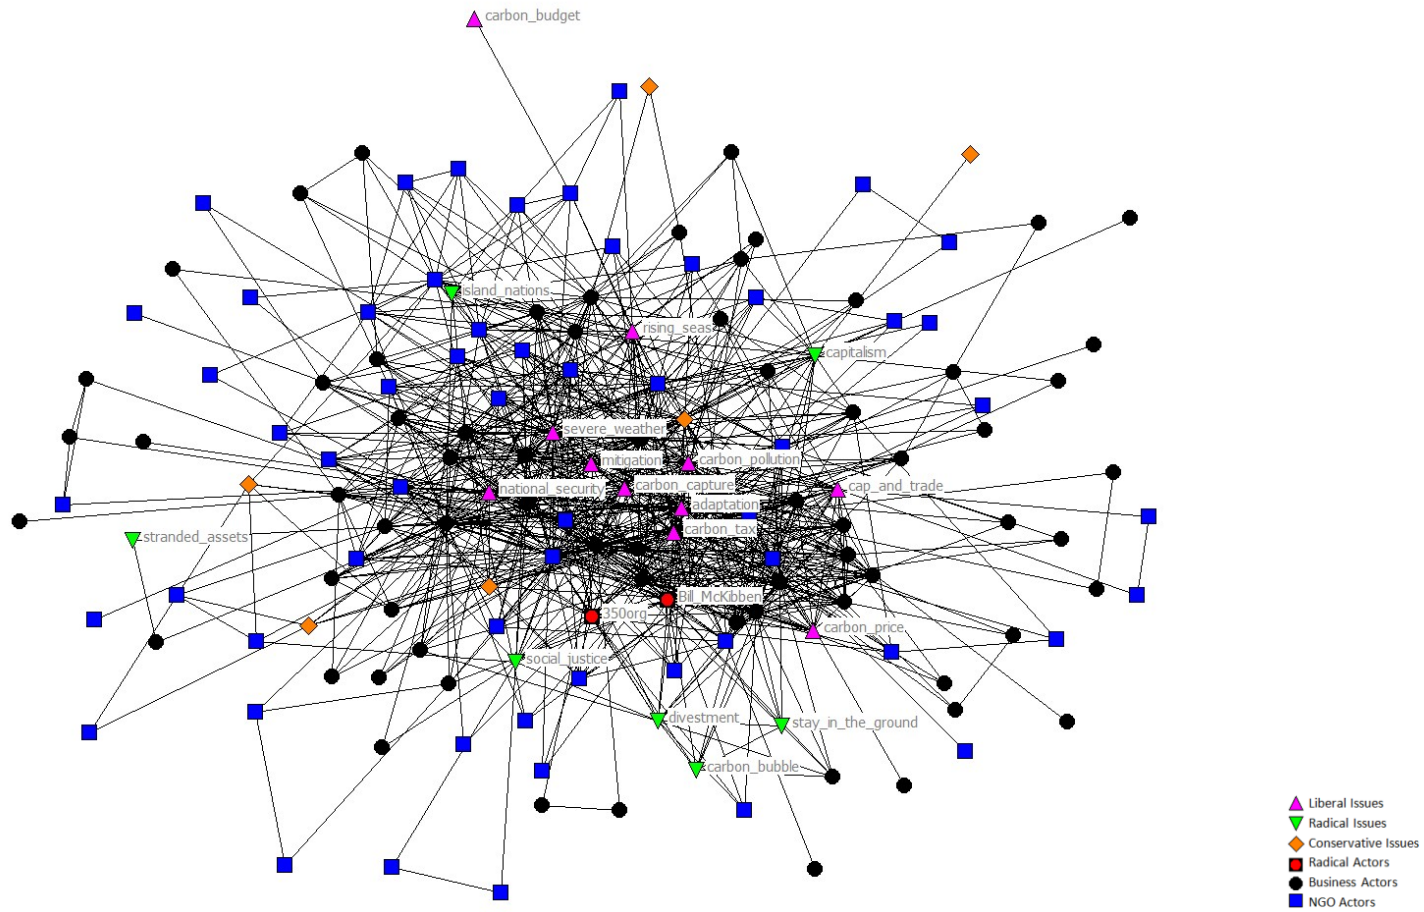 carbon_budget
island_nations
rising_seas
capitalism
severe_weather
mitigation
carbon_pollution
national_security
carbon_capture
cap_and_trade
adaptation
carbon_tax
stranded_assets
Bill_McKibben
350org
carbon_price
social_justice
divestment
stay_in_the_ground
carbon_bubble
Liberal Issues
Radical Issues
Conservative Issues
Radical Actors
Business Actors
NGO Actors